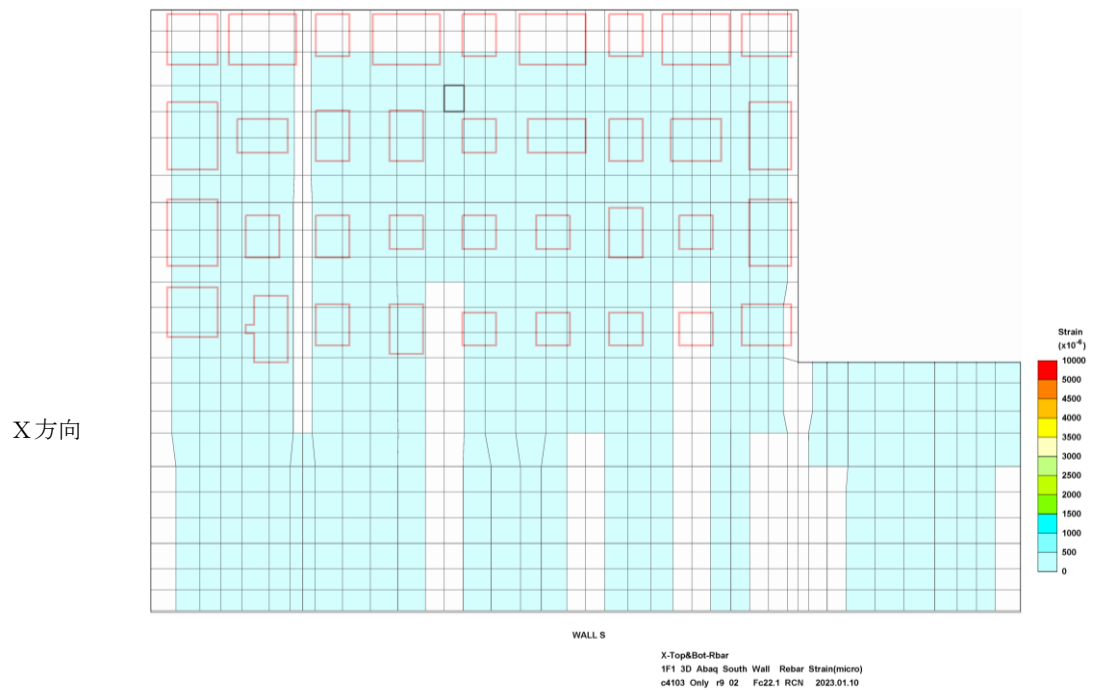 Strain
(x10⁻⁶)
10000
5000
4500
4000
3500
3000
2500
2000
1500
1000
500
0
X方向
WALL S
X-Top&Bot-Rbar
1F1 3D Abaq South Wall Rebar Strain(micro)
c4103 Only r9 02 Fc22.1 RCN 2023.01.10